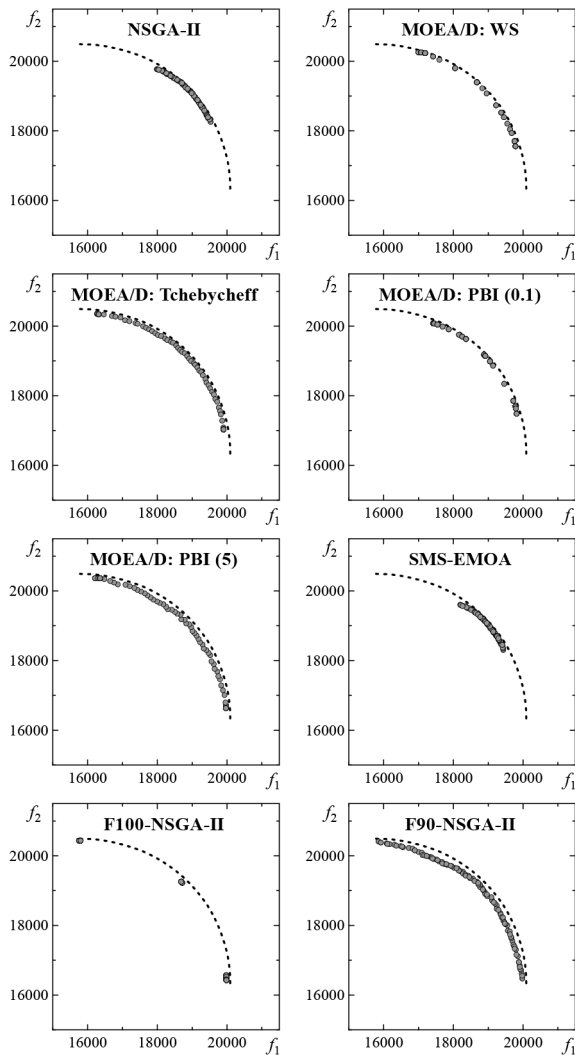 f2 NSGA-II
20000
18000
16000
16000 18000 20000 f1
f2 MOEA/D: WS
20000
18000
16000
16000 18000 20000 f1
f2 MOEA/D: Tchebycheff
20000
18000
16000
16000 18000 20000 f1
f2 MOEA/D: PBI (0.1)
20000
18000
16000
16000 18000 20000 f1
f2 MOEA/D: PBI (5)
20000
18000
16000
16000 18000 20000 f1
f2 SMS-EMOA
20000
18000
16000
16000 18000 20000 f1
f2 F100-NSGA-II
20000
18000
16000
16000 18000 20000 f1
f2 F90-NSGA-II
20000
18000
16000
16000 18000 20000 f1